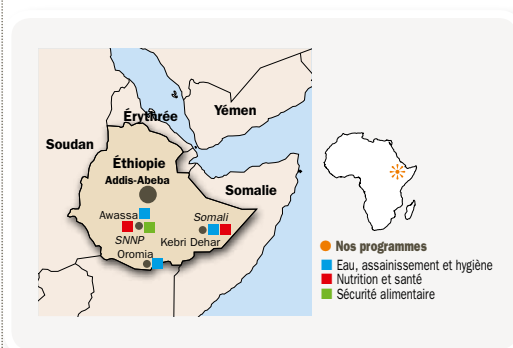 Érythrée
Yémen
Soudan
Éthiopie
Addis-Abeba
Somalie
Awassa
Somali
SNNP
Kebri Dehar
Oromia
Nos programmes
Eau, assainissement et hygiène
Nutrition et santé
Sécurité alimentaire